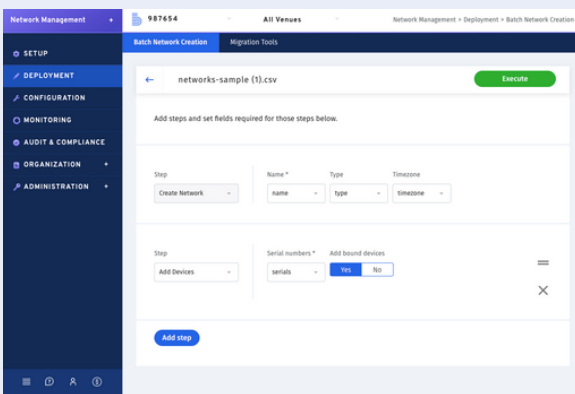 Network Management +
987654
All Venues
Network Management > Deployment > Batch Network Creation
Batch Network Creation
Migration Tools
SETUP
DEPLOYMENT
CONFIGURATION
MONITORING
AUDIT & COMPLIANCE
ORGANIZATION +
ADMINISTRATION +
← networks-sample (1).csv
Execute
Add steps and set fields required for those steps below.
Step
Create Network
Name * Type Timezone
name type timezone
Step
Add Devices
Serial numbers * Add bound devices
serials Yes No
Add step